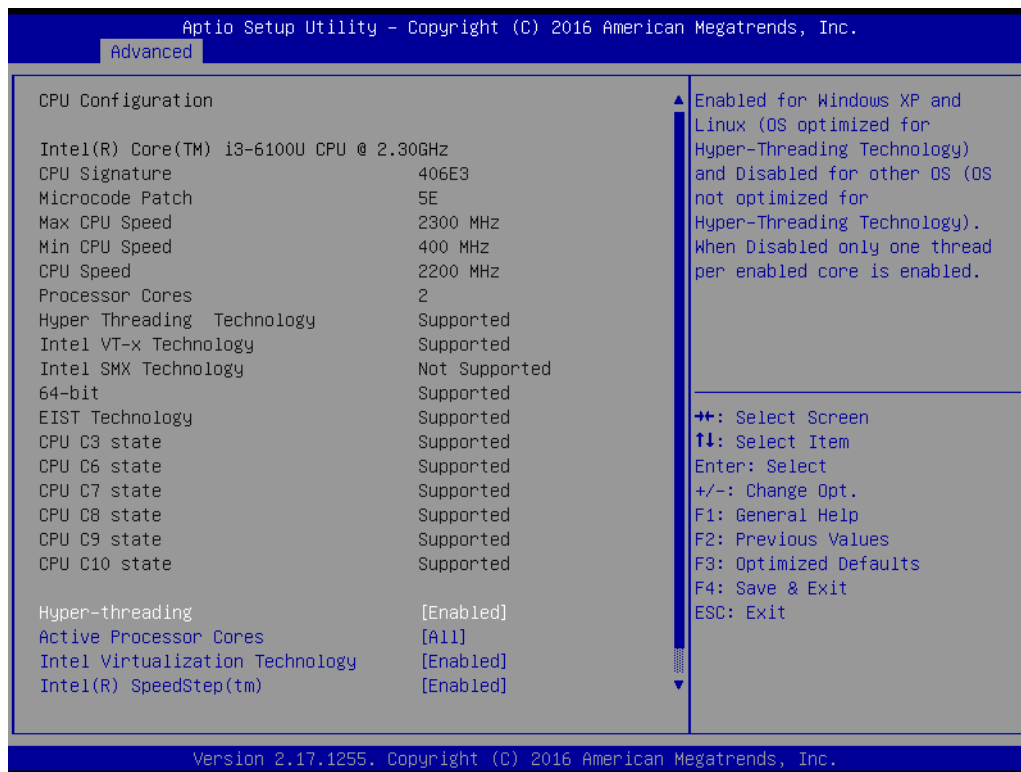 Aptio Setup Utility – Copyright (C) 2016 American Megatrends, Inc.
Advanced
CPU Configuration
Intel(R) Core(TM) i3-6100U CPU @ 2.30GHz
CPU Signature 406E3
Microcode Patch 5E
Max CPU Speed 2300 MHz
Min CPU Speed 400 MHz
CPU Speed 2200 MHz
Processor Cores 2
Hyper Threading Technology Supported
Intel VT-x Technology Supported
Intel SMX Technology Not Supported
64-bit Supported
EIST Technology Supported
CPU C3 state Supported
CPU C6 state Supported
CPU C7 state Supported
CPU C8 state Supported
CPU C9 state Supported
CPU C10 state Supported
Hyper-threading [Enabled]
Active Processor Cores [All]
Intel Virtualization Technology [Enabled]
Intel(R) SpeedStep(tm) [Enabled]
Enabled for Windows XP and
Linux (OS optimized for
Hyper-Threading Technology)
and Disabled for other OS (OS
not optimized for
Hyper-Threading Technology).
When Disabled only one thread
per enabled core is enabled.
→←: Select Screen
↑↓: Select Item
Enter: Select
+/-: Change Opt.
F1: General Help
F2: Previous Values
F3: Optimized Defaults
F4: Save & Exit
ESC: Exit
Version 2.17.1255. Copyright (C) 2016 American Megatrends, Inc.